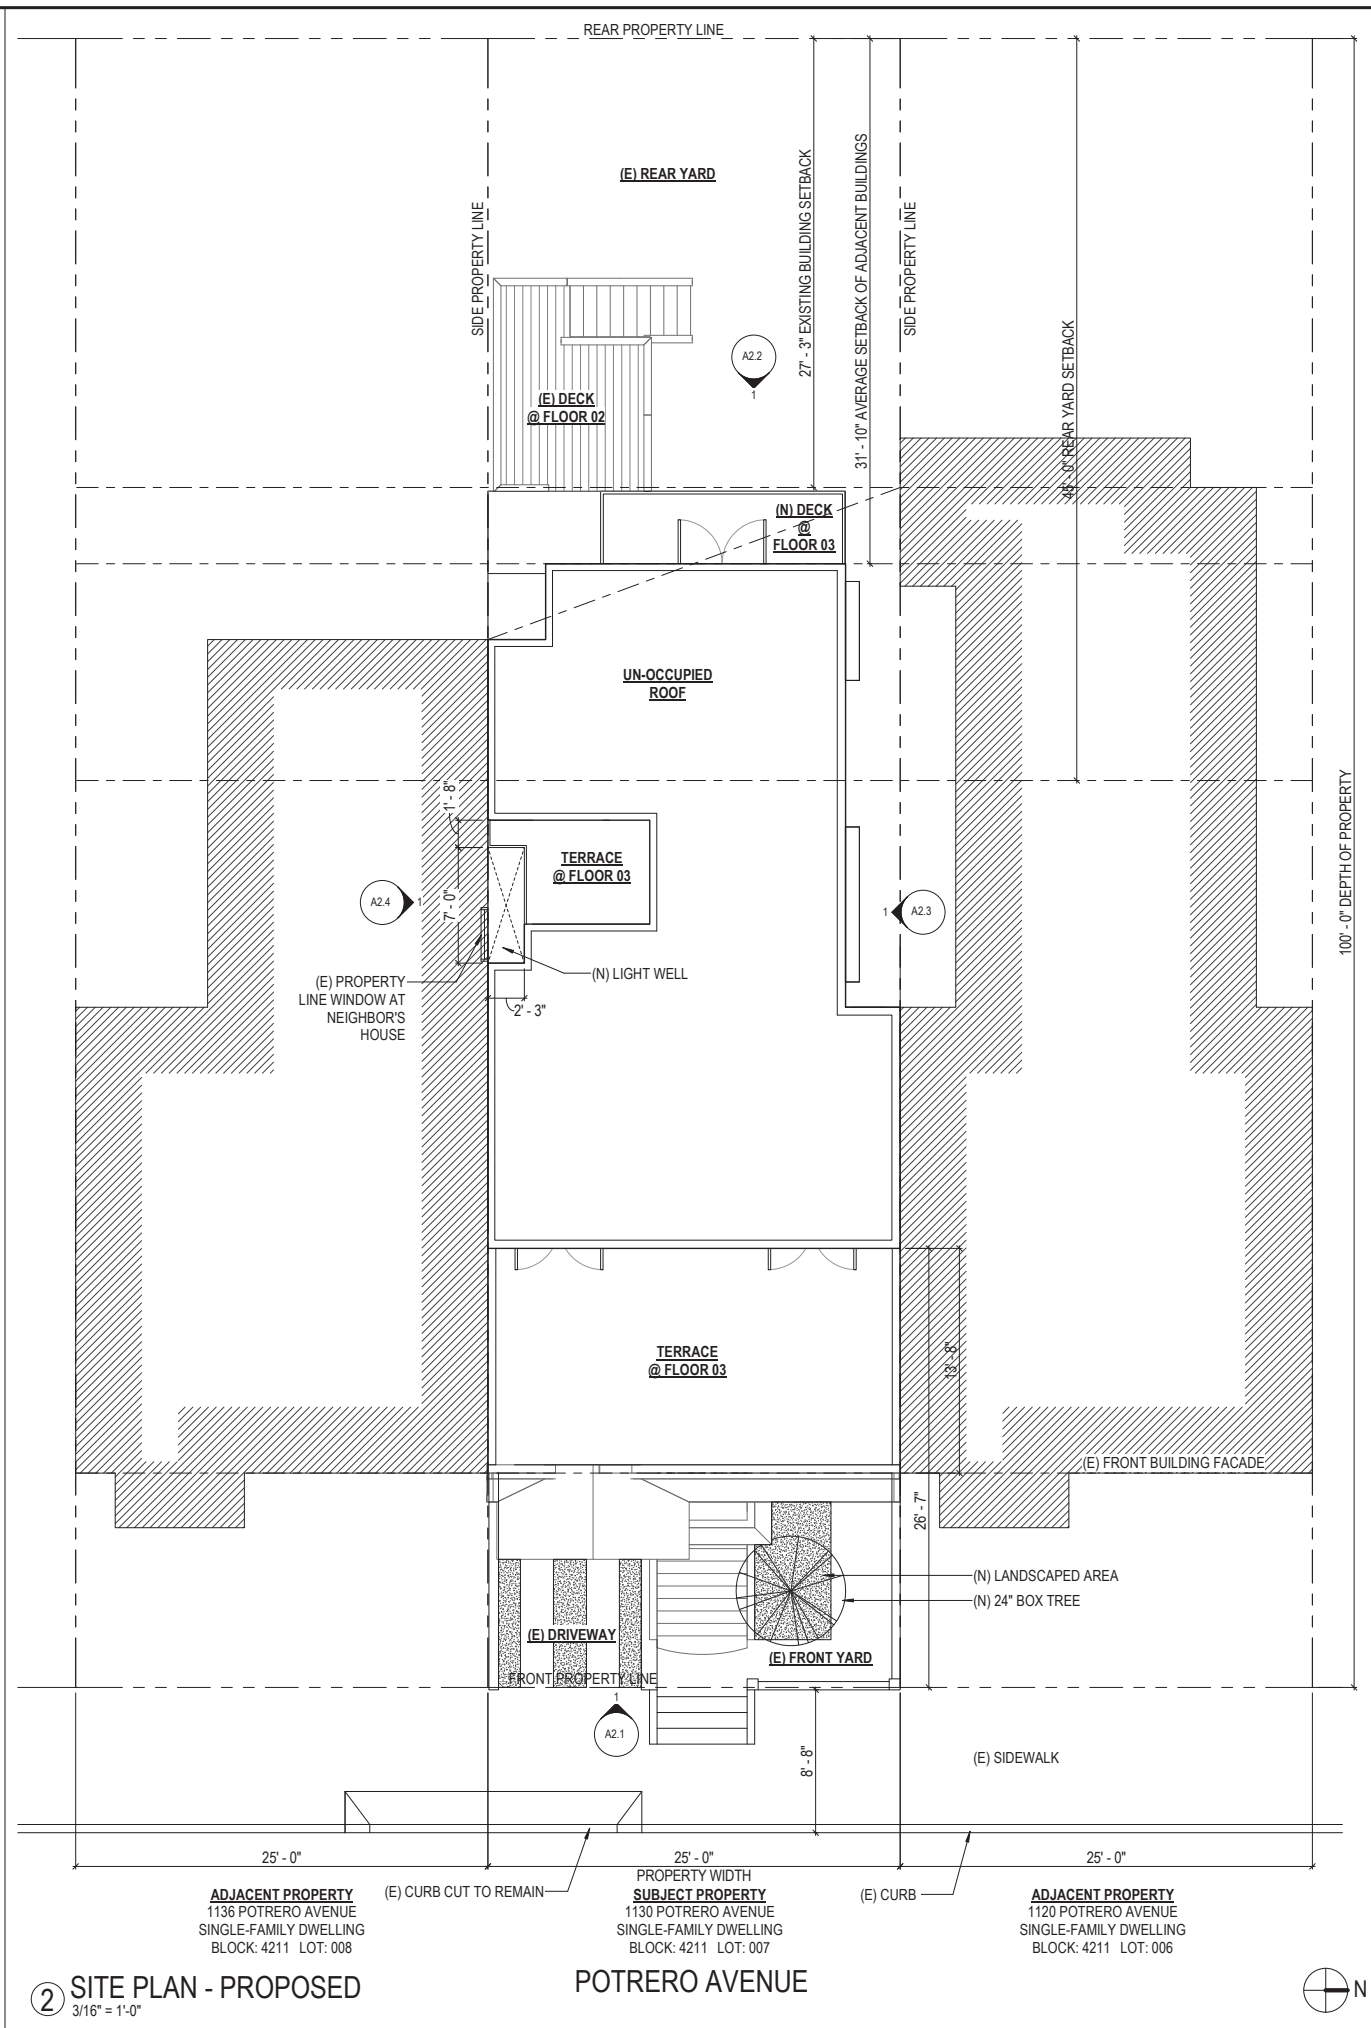 REAR PROPERTY LINE
(E) REAR YARD
SIDE PROPERTY LINE
27' - 3" EXISTING BUILDING SETBACK
31' - 10" AVERAGE SETBACK OF ADJACENT BUILDINGS
SIDE PROPERTY LINE
45' - 0" REAR YARD SETBACK
A2.2
1
(E) DECK
@ FLOOR 02
(N) DECK
@
FLOOR 03
UN-OCCUPIED
ROOF
1' - 8"
7' - 0"
TERRACE
@ FLOOR 03
A2.4
1
1
A2.3
100' - 0" DEPTH OF PROPERTY
(E) PROPERTY
LINE WINDOW AT
NEIGHBOR'S
HOUSE
(N) LIGHT WELL
2' - 3"
TERRACE
@ FLOOR 03
13' - 8"
(E) FRONT BUILDING FACADE
26' - 7"
(N) LANDSCAPED AREA
(N) 24" BOX TREE
(E) DRIVEWAY
(E) FRONT YARD
FRONT PROPERTY LINE
1
A2.1
8' - 8"
(E) SIDEWALK
25' - 0"
25' - 0"
25' - 0"
PROPERTY WIDTH
(E) CURB CUT TO REMAIN
(E) CURB
ADJACENT PROPERTY
1136 POTRERO AVENUE
SINGLE-FAMILY DWELLING
BLOCK: 4211 LOT: 008
SUBJECT PROPERTY
1130 POTRERO AVENUE
SINGLE-FAMILY DWELLING
BLOCK: 4211 LOT: 007
ADJACENT PROPERTY
1120 POTRERO AVENUE
SINGLE-FAMILY DWELLING
BLOCK: 4211 LOT: 006
2 SITE PLAN - PROPOSED
3/16" = 1'-0"
POTRERO AVENUE
N